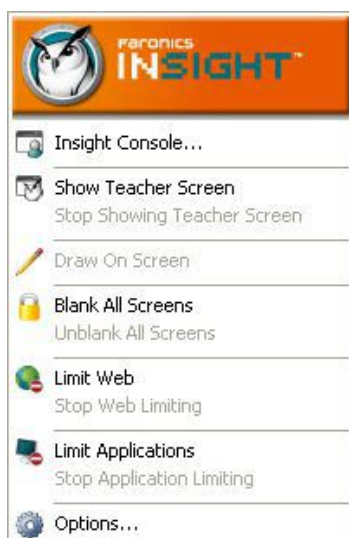 FARONICS
INSIGHT™
Insight Console...
Show Teacher Screen
Stop Showing Teacher Screen
Draw On Screen
Blank All Screens
Unblank All Screens
Limit Web
Stop Web Limiting
Limit Applications
Stop Application Limiting
Options...